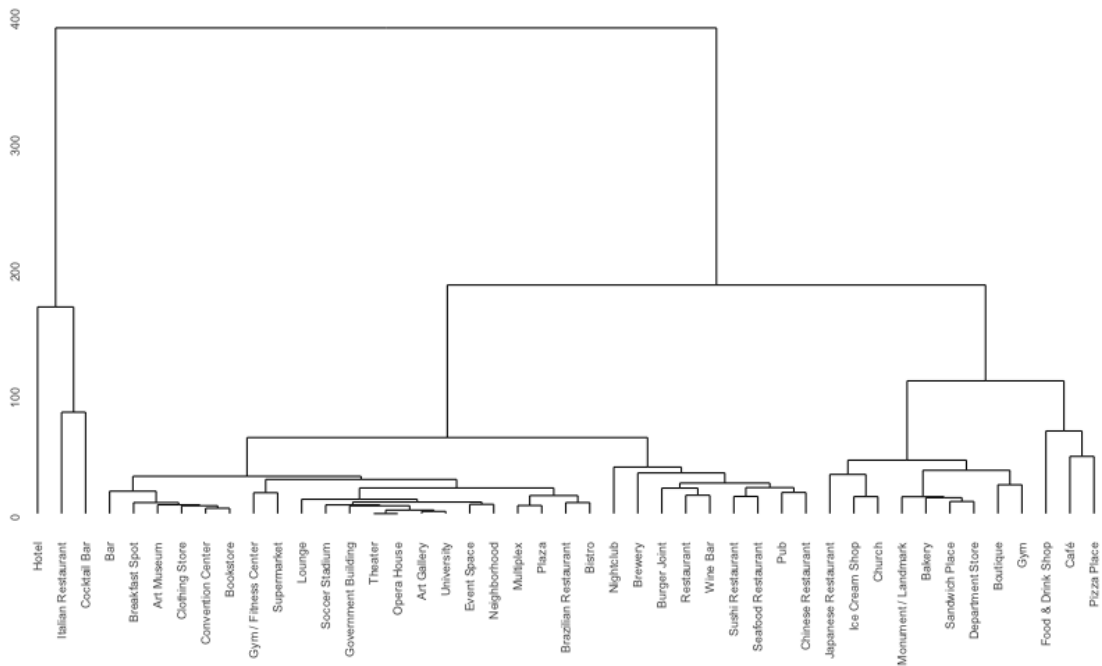 400
300
200
100
0
Hotel
Italian Restaurant
Cocktail Bar
Bar
Breakfast Spot
Art Museum
Clothing Store
Convention Center
Bookstore
Gym / Fitness Center
Supermarket
Lounge
Soccer Stadium
Government Building
Theater
Opera House
Art Gallery
University
Event Space
Neighborhood
Multiplex
Plaza
Brazilian Restaurant
Bistro
Nightclub
Brewery
Burger Joint
Restaurant
Wine Bar
Sushi Restaurant
Seafood Restaurant
Pub
Chinese Restaurant
Japanese Restaurant
Ice Cream Shop
Church
Monument / Landmark
Bakery
Sandwich Place
Department Store
Boutique
Gym
Food & Drink Shop
Café
Pizza Place